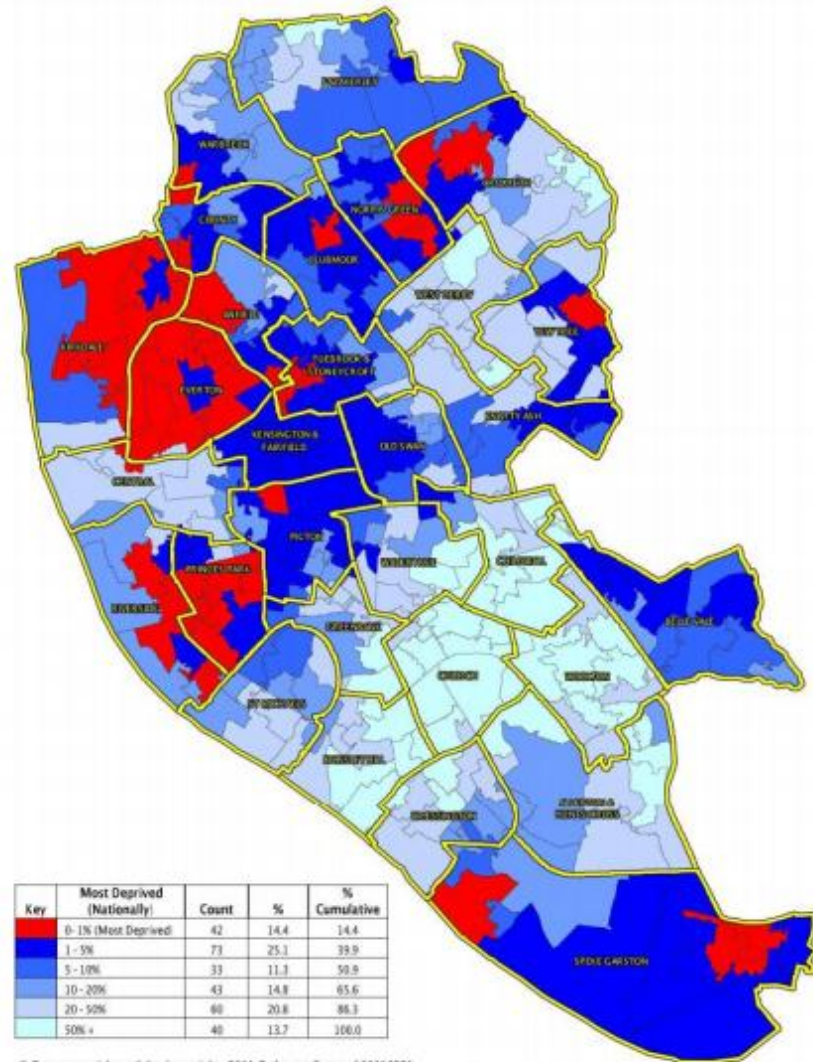 FAZAKERLEY
WARBRECK
CROXTETH
NORRIS GREEN
COUNTY
CLUBMOOR
WEST DERBY
ANFIELD
YEW TREE
KIRKDALE
TUEBROOK &
STONEYCROFT
EVERTON
KNOTTY ASH
KENSINGTON &
FAIRFIELD
OLD SWAN
CENTRAL
PICTON
WAVERTREE
CHILDWALL
PRINCES PARK
RIVERSIDE
BELLE VALE
GREENBANK
CHURCH
WOOLTON
ST MICHAELS
MOSSLEY HILL
CRESSINGTON
ALLERTON &
HUNTS CROSS
SPEKE GARSTON
Key Most Deprived (Nationally) Count % % Cumulative
0- 1% (Most Deprived) 42 14.4 14.4
1 - 5% 73 25.1 39.9
5 - 10% 33 11.3 50.9
10 - 20% 43 14.8 65.6
20 - 50% 60 20.8 86.3
50% + 40 13.7 100.0